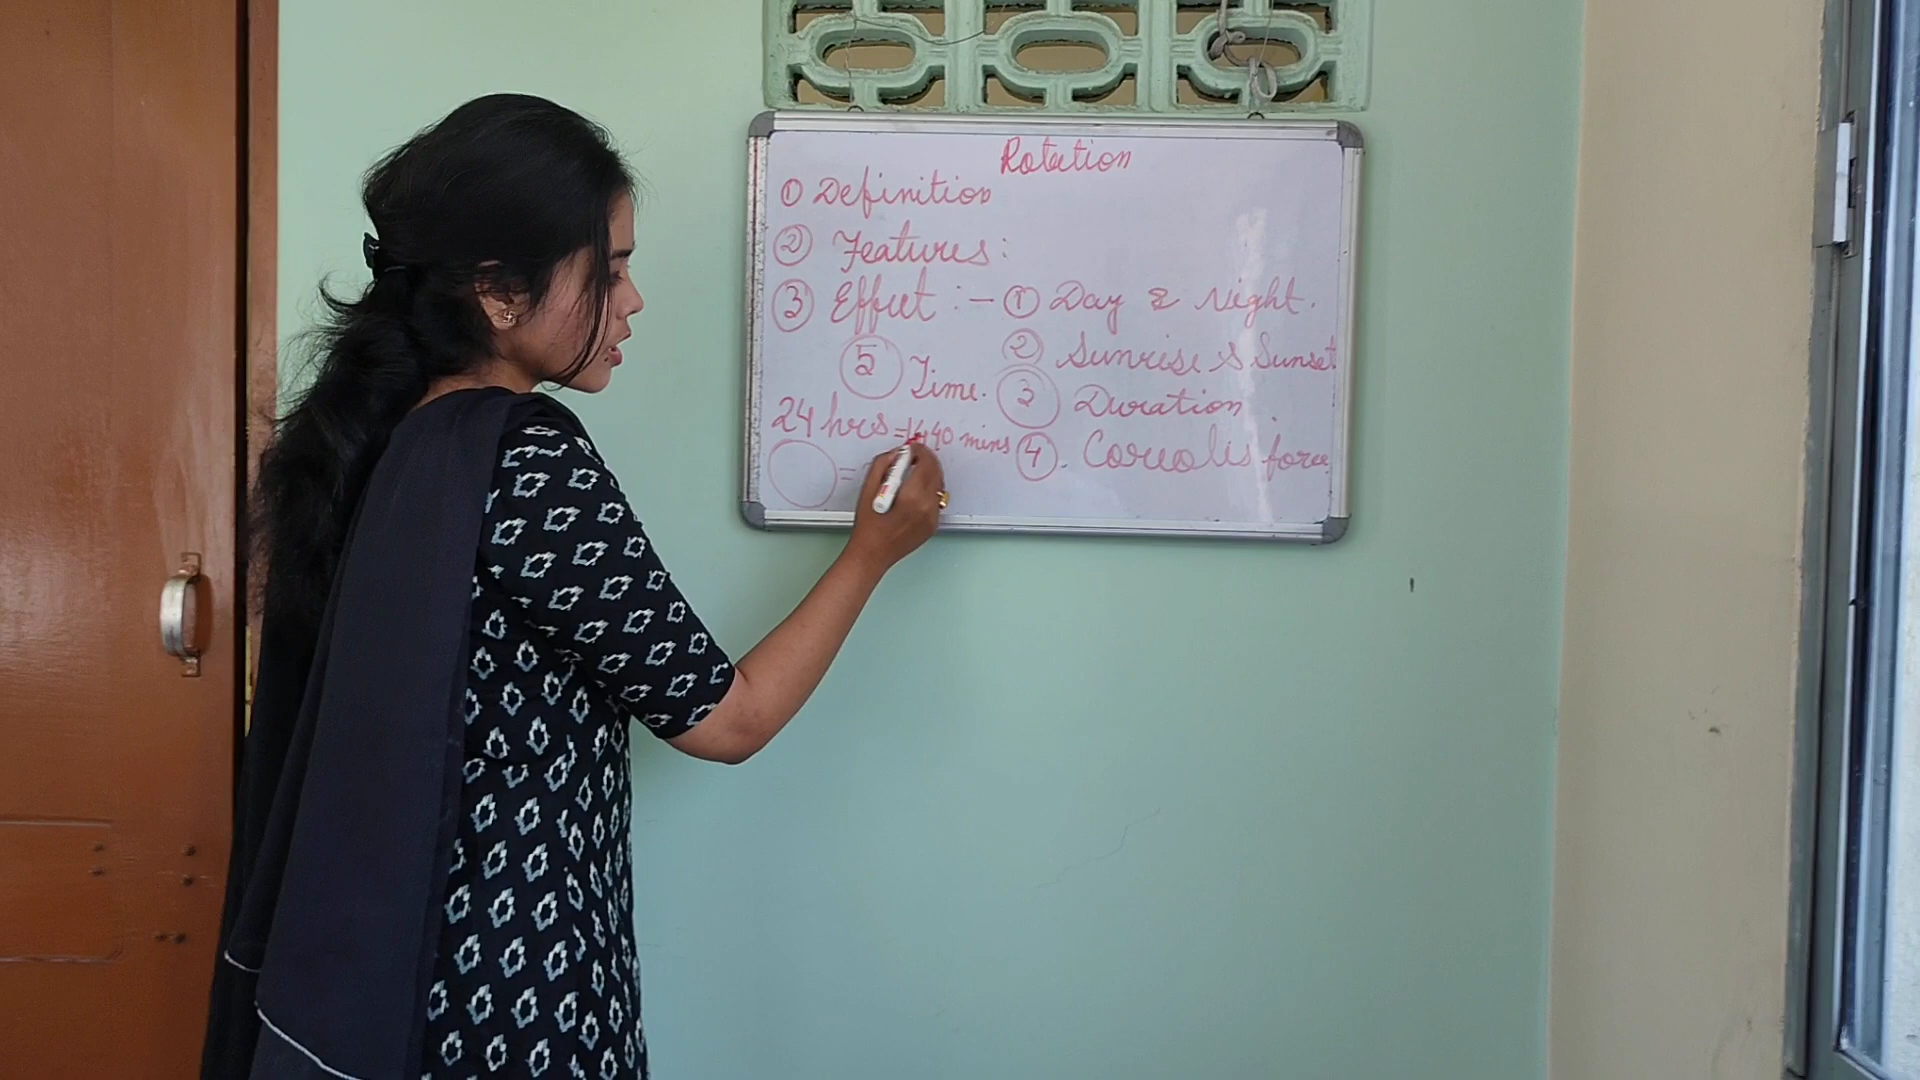 Rotation
① Definition
② Features:
③ Effect :- ① Day & Night.
② Sunrise & Sunset.
⑤ Time. ③ Duration
24 hrs = 1440 mins ④. Corealis force
=